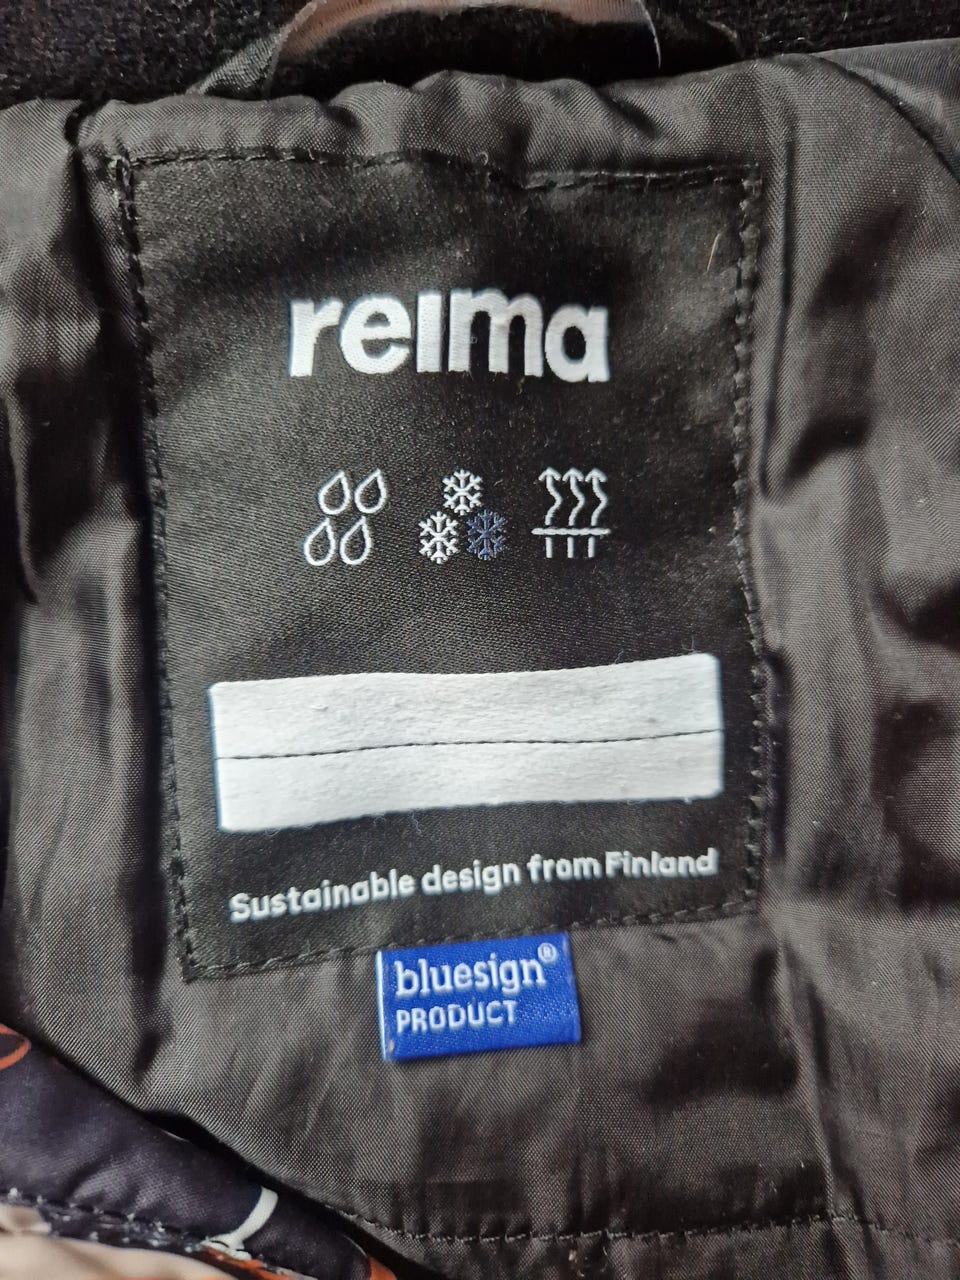 reima
Sustainable design from Finland
bluesign®
PRODUCT